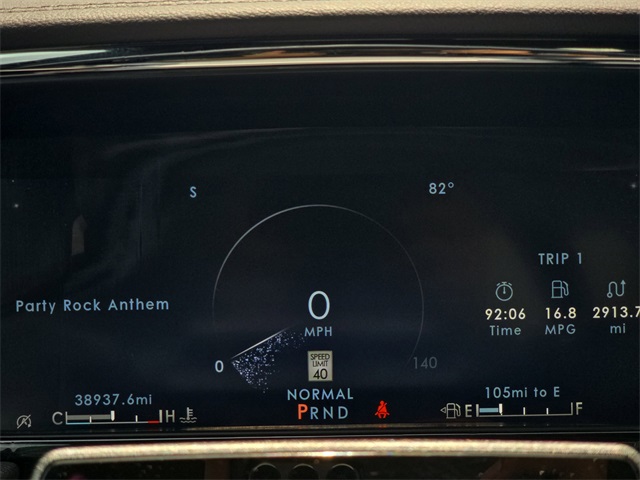 S
82°
TRIP 1
Party Rock Anthem
92:06
Time
16.8
MPG
2913.7
mi
0
MPH
0
140
SPEED
LIMIT
40
38937.6mi
NORMAL
105mi to E
C H
PRND
E F